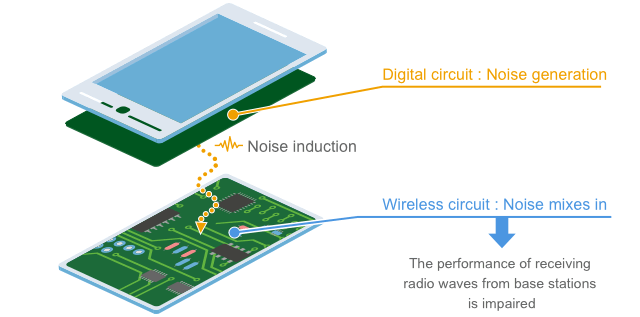 Digital circuit : Noise generation
Noise induction
Wireless circuit : Noise mixes in
The performance of receiving
radio waves from base stations
is impaired